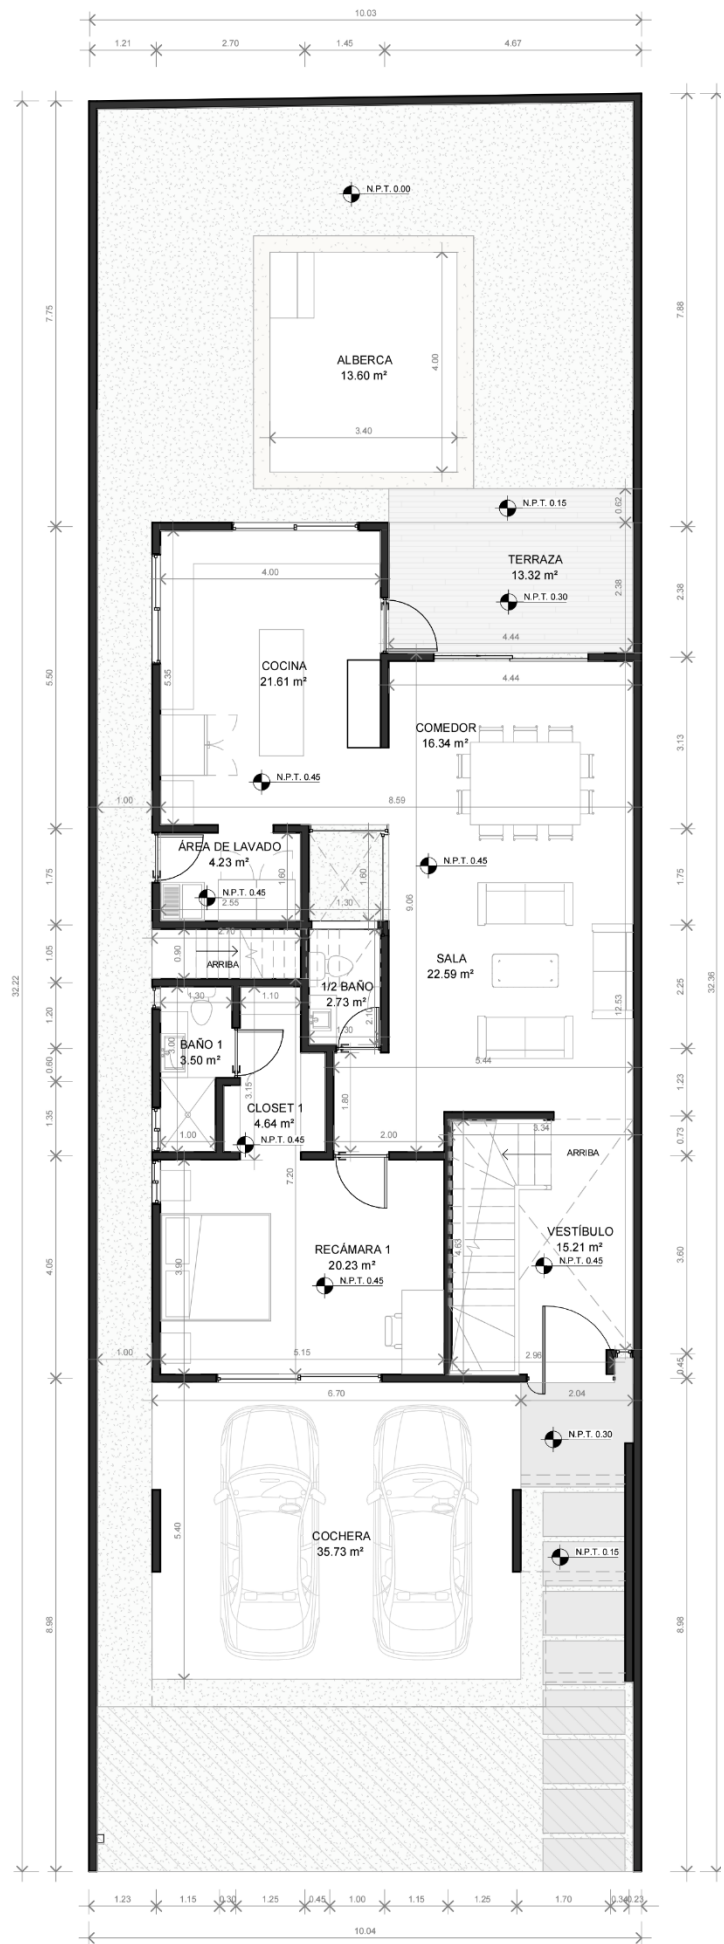 10.03
1.21
2.70
1.45
4.67
N.P.T. 0.00
7.75
7.88
ALBERCA
13.60 m²
4.00
3.40
N.P.T. 0.15
0.62
TERRAZA
13.32 m²
2.38
2.38
N.P.T. 0.30
4.00
4.44
4.44
COCINA
21.61 m²
5.35
5.50
COMEDOR
16.34 m²
3.13
N.P.T. 0.45
1.00
8.59
ÁREA DE LAVADO
4.23 m²
N.P.T. 0.45
2.55
1.60
1.60
1.30
N.P.T. 0.45
9.06
1.75
1.75
0.90
ARRIBA
1.05
SALA
22.59 m²
12.53
2.25
1/2 BAÑO
2.73 m²
2.10
1.30
32.22
32.36
1.30
1.10
1.20
BAÑO 1
3.50 m²
3.00
0.60
5.44
1.80
3.15
1.23
CLOSET 1
4.64 m²
N.P.T. 0.45
1.35
1.00
2.00
3.34
0.73
ARRIBA
7.20
4.63
VESTÍBULO
15.21 m²
N.P.T. 0.45
3.60
RECÁMARA 1
20.23 m²
N.P.T. 0.45
3.90
4.05
1.00
5.15
2.96
0.45
6.70
2.04
N.P.T. 0.30
COCHERA
35.73 m²
5.40
N.P.T. 0.15
8.98
8.98
1.23
1.15
0.30
1.25
0.45
1.00
1.15
1.25
1.70
0.34
0.23
10.04